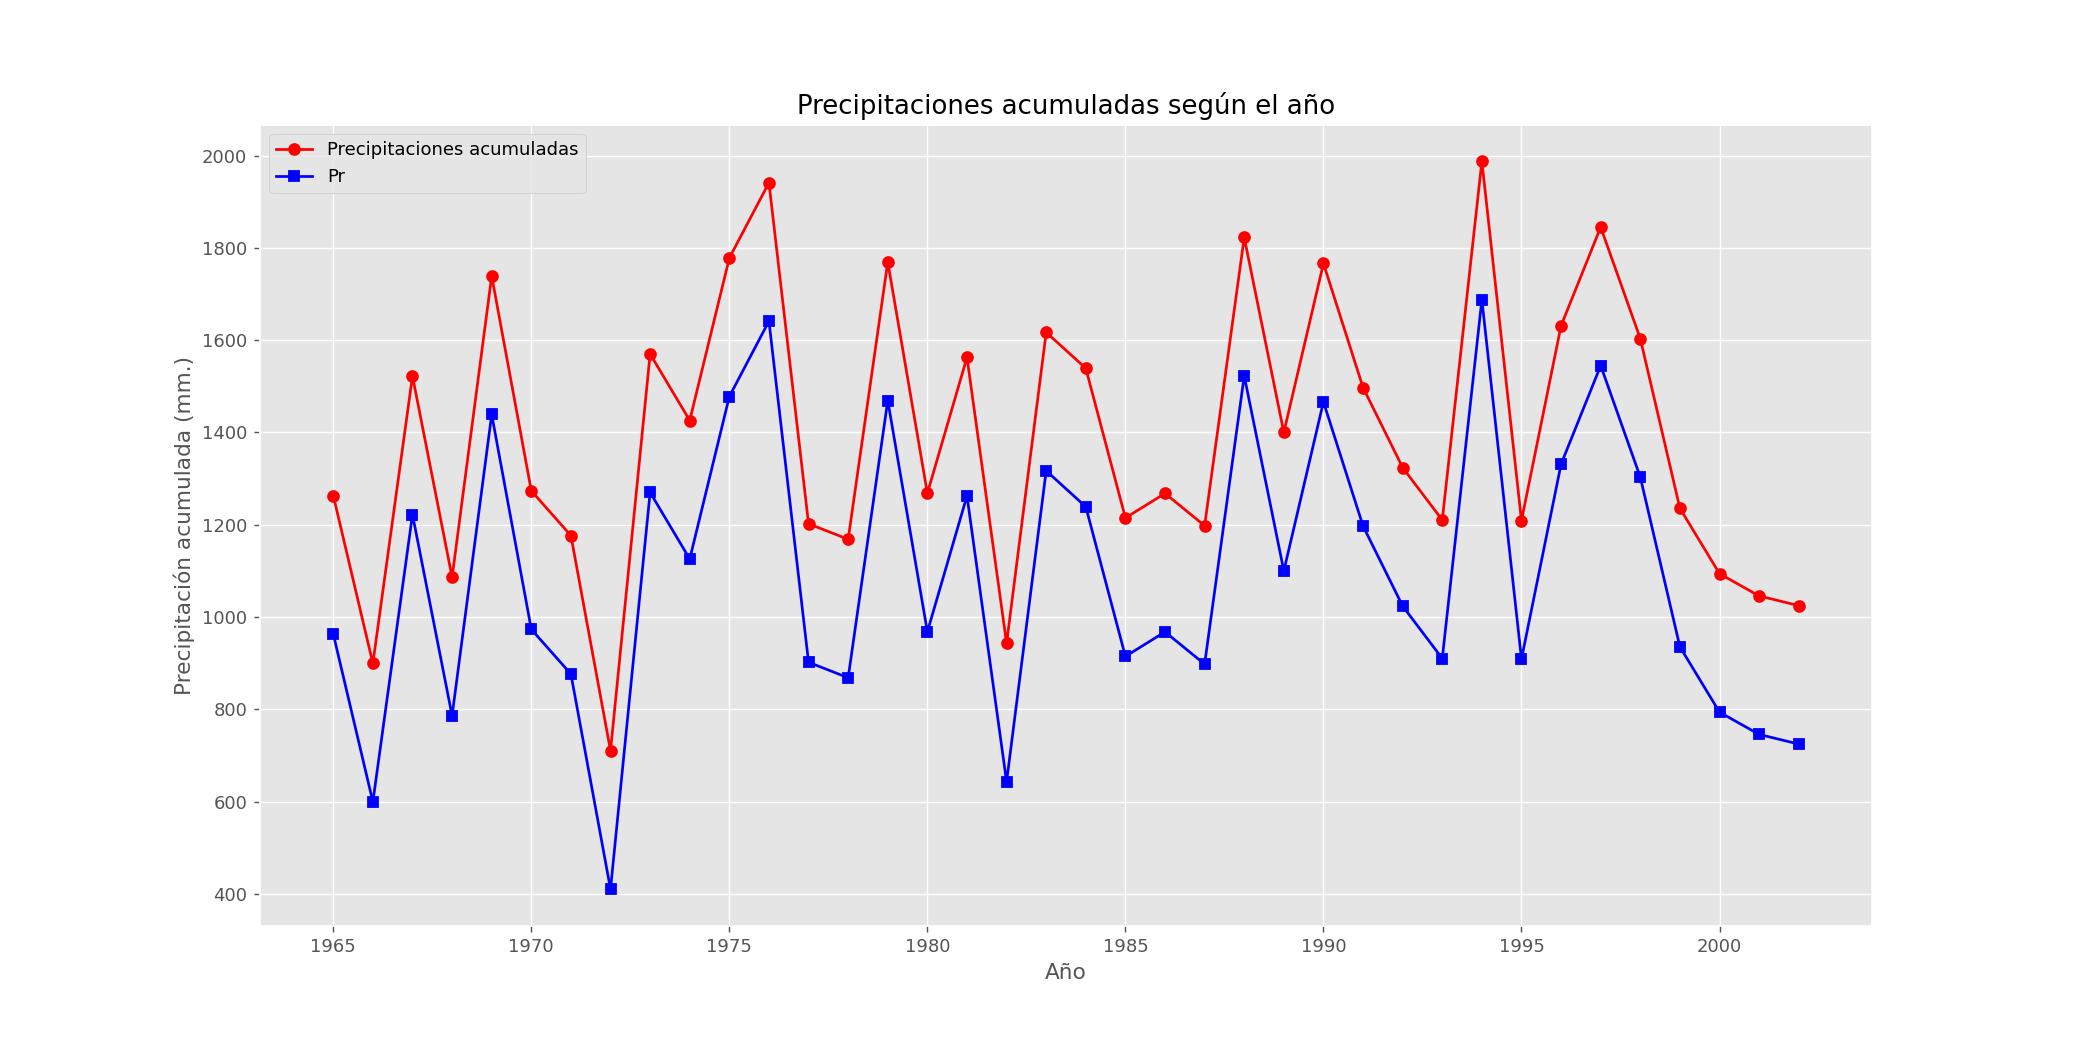 Precipitaciones acumuladas según el año
Precipitaciones acumuladas
Pr
Precipitación acumulada (mm.)
2000
1800
1600
1400
1200
1000
800
600
400
1965 1970 1975 1980 1985 1990 1995 2000
Año